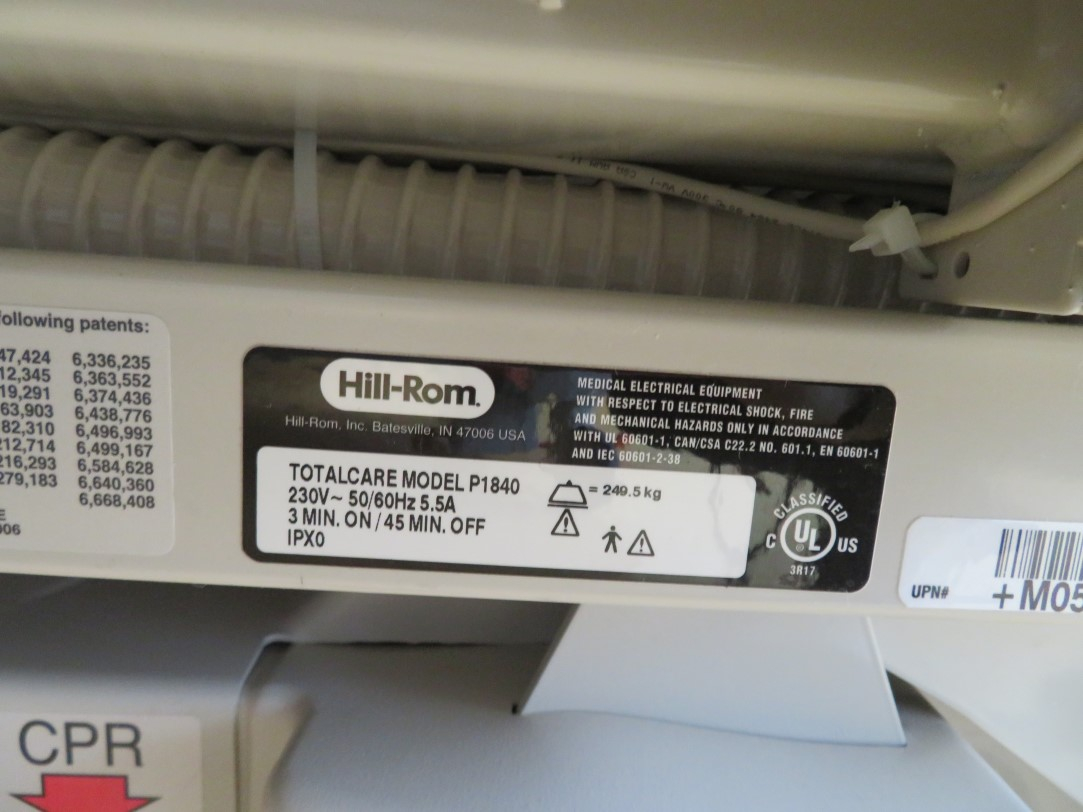 following patents:
47,424 6,336,235
12,345 6,363,552
19,291 6,374,436
63,903 6,438,776
82,310 6,496,993
212,714 6,499,167
216,293 6,584,628
279,183 6,640,360
6,668,408
E
006
Hill-Rom.
Hill-Rom, Inc. Batesville, IN 47006 USA
MEDICAL ELECTRICAL EQUIPMENT
WITH RESPECT TO ELECTRICAL SHOCK, FIRE
AND MECHANICAL HAZARDS ONLY IN ACCORDANCE
WITH UL 60601-1, CAN/CSA C22.2 NO. 601.1, EN 60601-1
AND IEC 60601-2-38
TOTALCARE MODEL P1840
230V~ 50/60Hz 5.5A
3 MIN. ON / 45 MIN. OFF
IPX0
= 249.5 kg
CLASSIFIED
C UL US
3R17
UPN# +M05
CPR